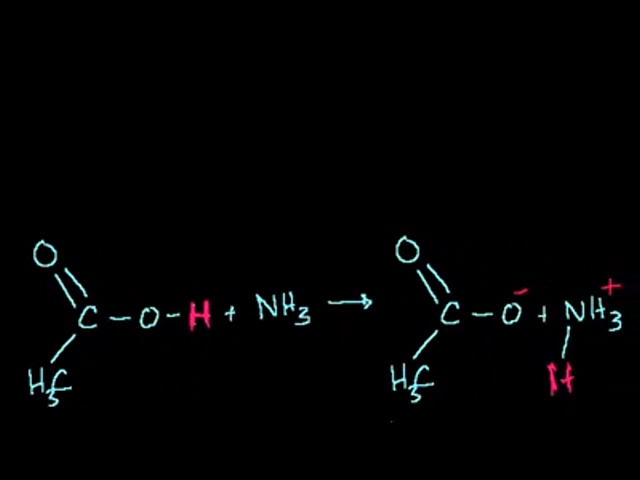 O O
C - O - H + NH3 → C - O⁻ + NH3⁺
H3C H3C H